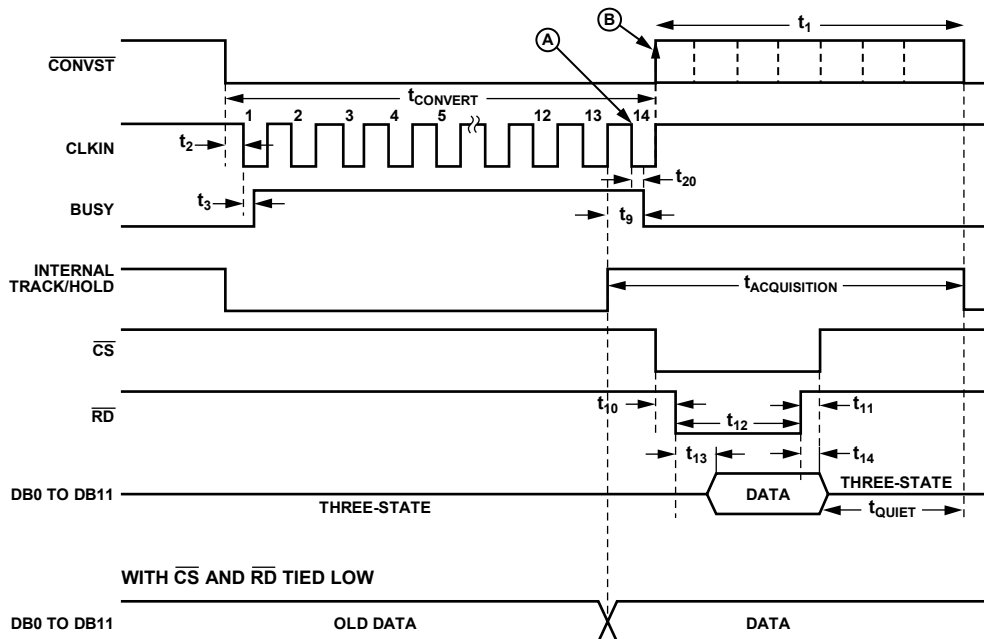 B
t1
CONVST
A
tCONVERT
1 2 3 4 5 12 13 14
CLKIN
t2
t20
t3
t9
BUSY
INTERNAL
TRACK/HOLD
tACQUISITION
CS
RD
t10
t12
t11
t13
t14
DB0 TO DB11
THREE-STATE
DATA
THREE-STATE
tQUIET
WITH CS AND RD TIED LOW
DB0 TO DB11
OLD DATA
DATA